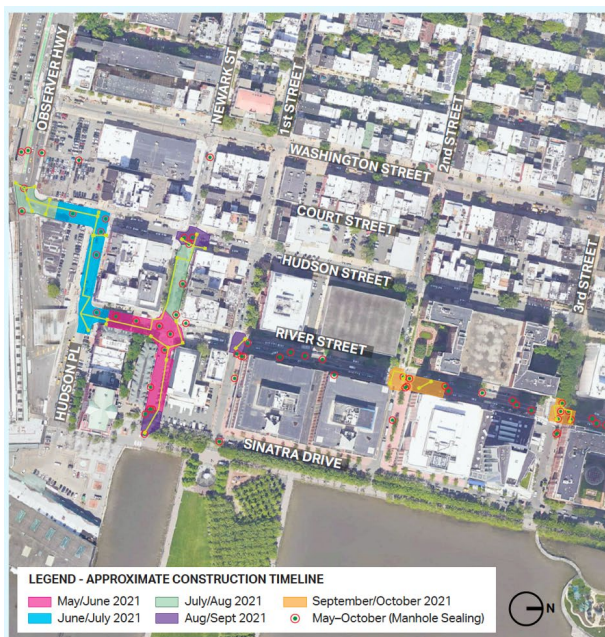 OBSERVER HWY
NEWARK ST
1st STREET
2nd STREET
WASHINGTON STREET
COURT STREET
HUDSON STREET
3rd STREET
RIVER STREET
HUDSON PL
SINATRA DRIVE
LEGEND - APPROXIMATE CONSTRUCTION TIMELINE
May/June 2021
July/Aug 2021
September/October 2021
June/July 2021
Aug/Sept 2021
May–October (Manhole Sealing)
N